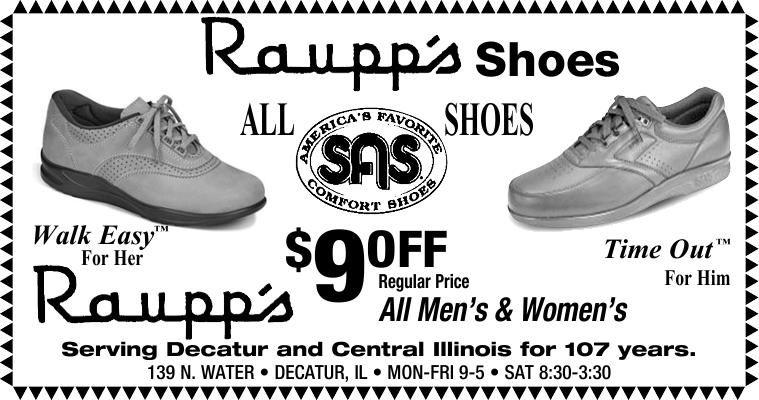 Raupp's Shoes
ALL
AMERICA'S FAVORITE
SAS
COMFORT SHOES
SHOES
Walk Easy™
For Her
$9 OFF
Regular Price
All Men's & Women's
Time Out™
For Him
Raupp's
Serving Decatur and Central Illinois for 107 years.
139 N. WATER • DECATUR, IL • MON-FRI 9-5 • SAT 8:30-3:30